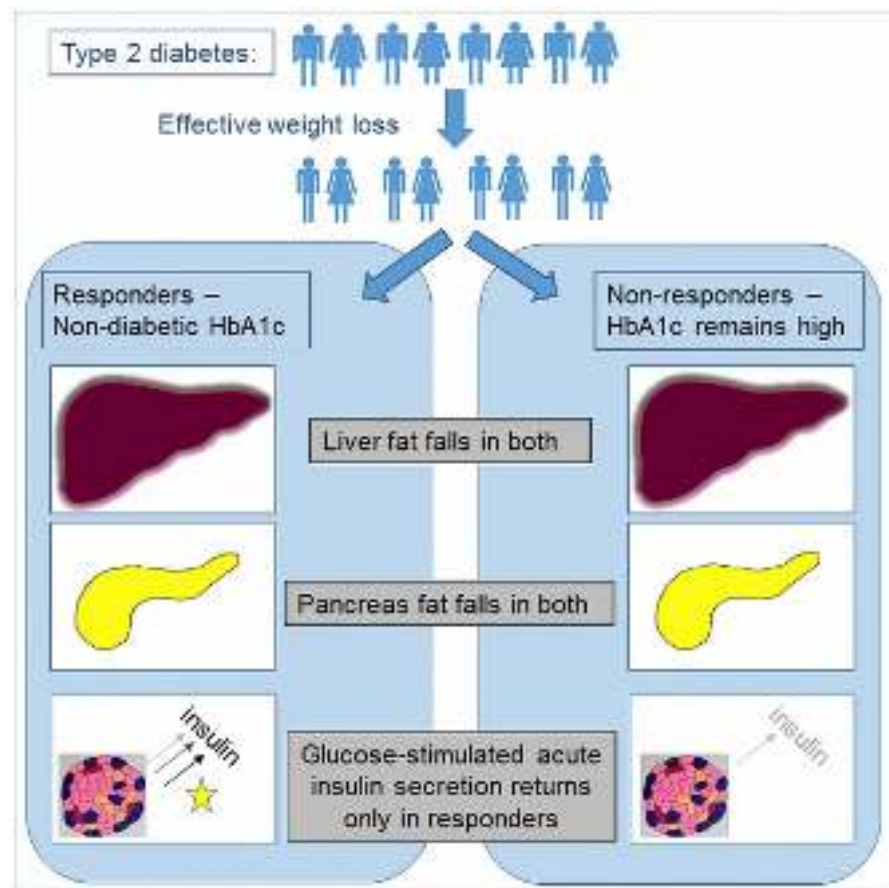 Type 2 diabetes:
Effective weight loss
Responders –
Non-diabetic HbA1c
Non-responders –
HbA1c remains high
Liver fat falls in both
Pancreas fat falls in both
insulin
Glucose-stimulated acute
insulin secretion returns
only in responders
insulin